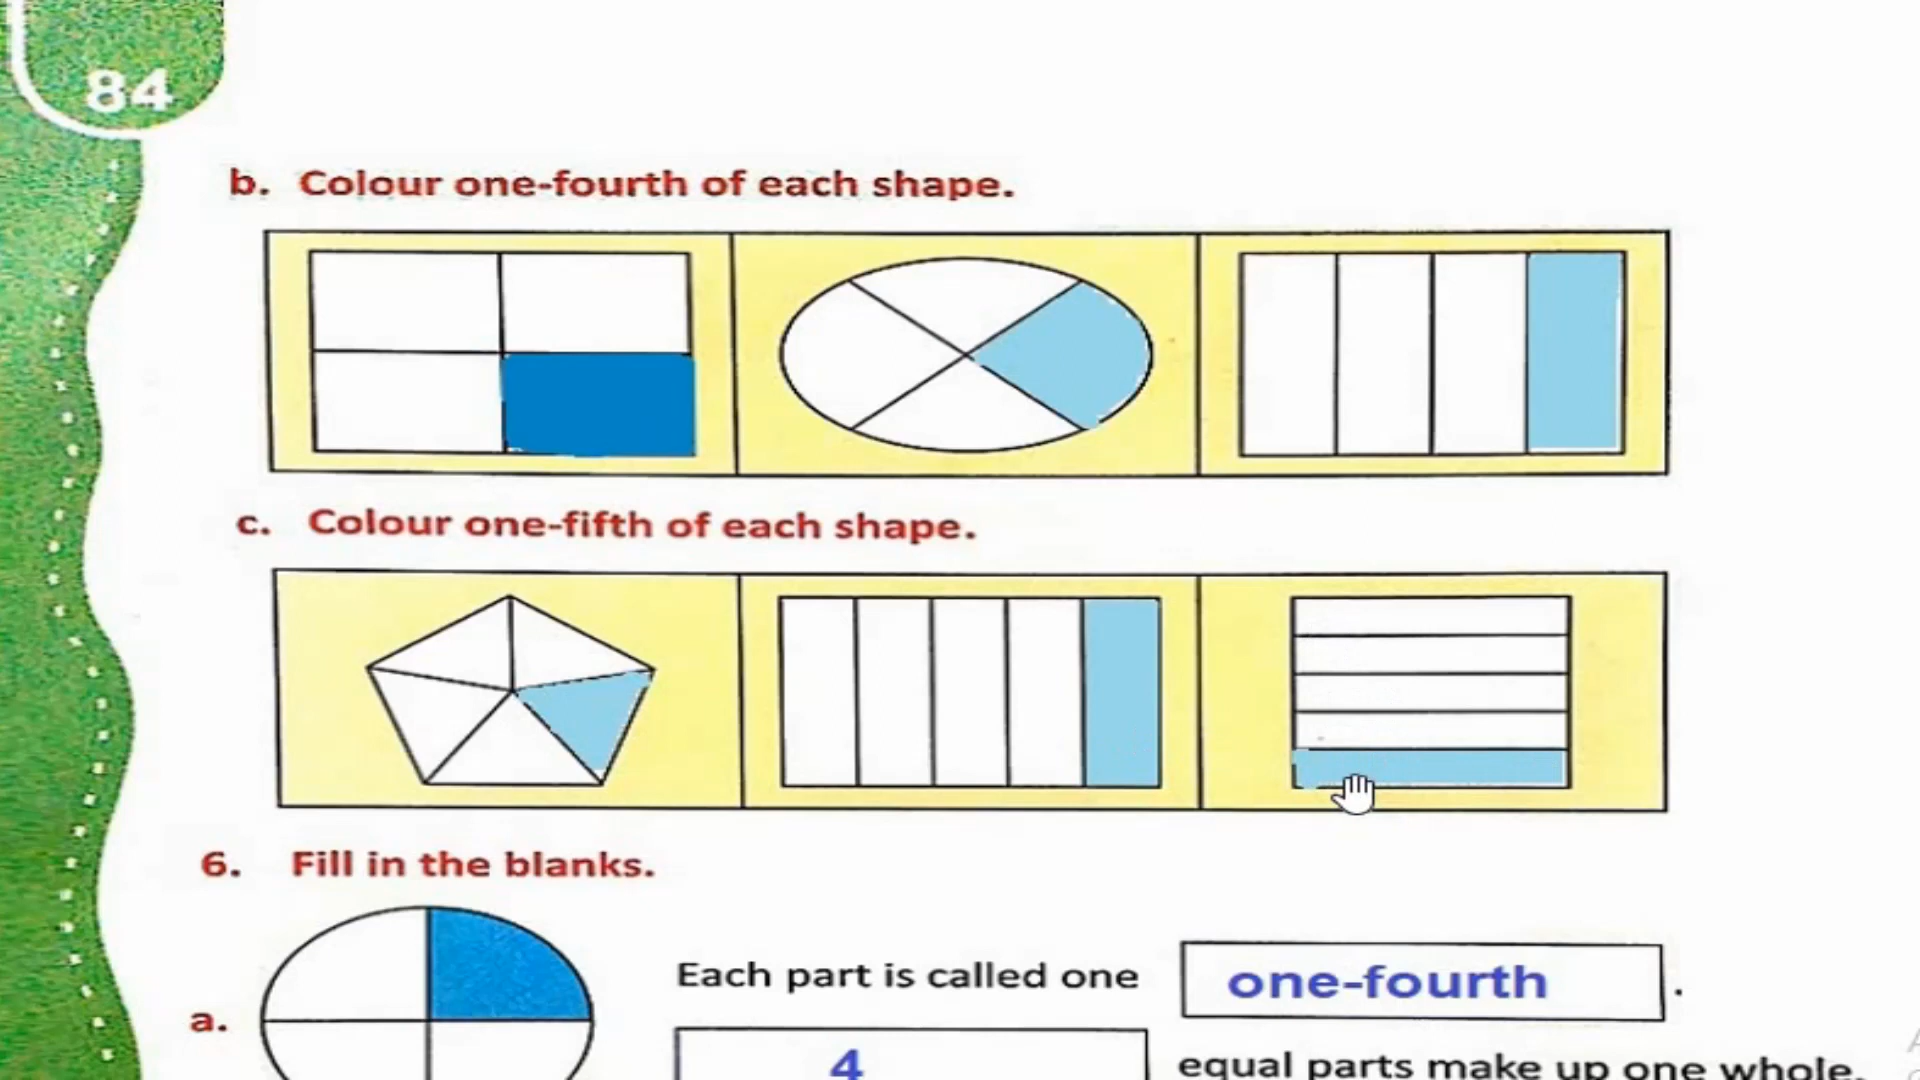 84
b. Colour one-fourth of each shape.
c. Colour one-fifth of each shape.
6. Fill in the blanks.
Each part is called one one-fourth .
a.
4 equal parts make up one whole.